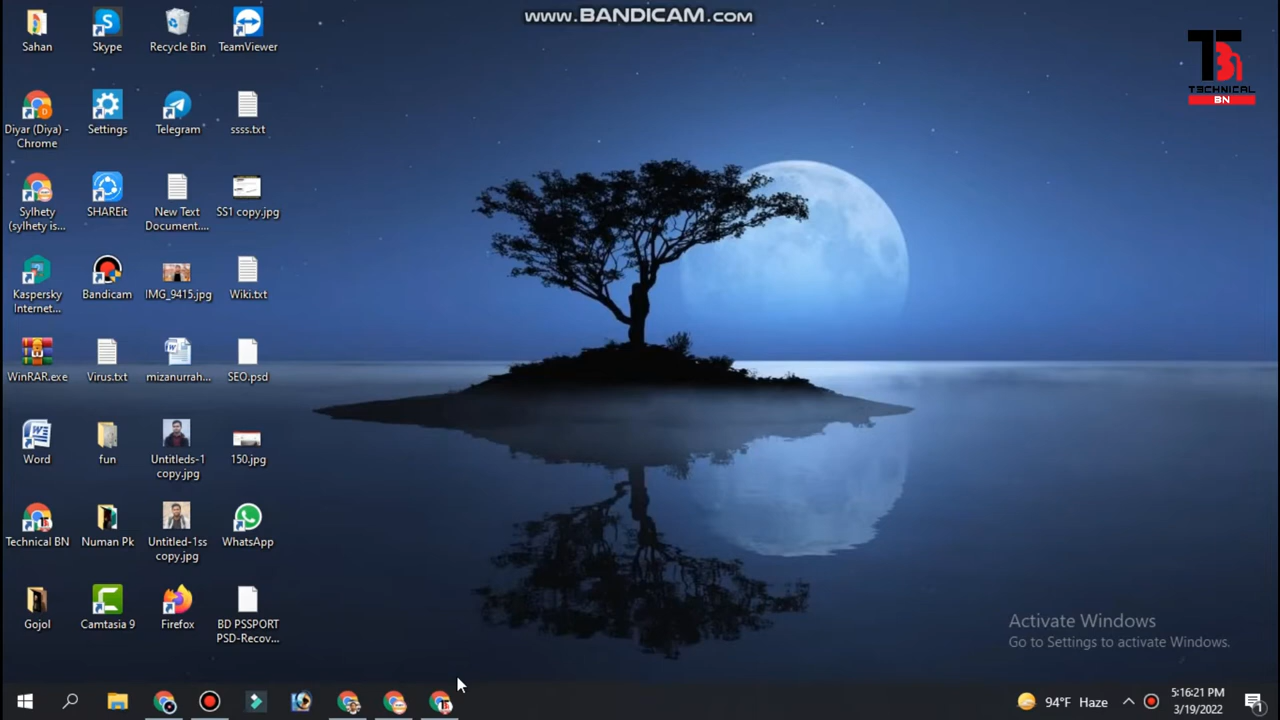 www.BANDICAM.com
T3CHNICAL
BN
Sahan
Skype
Recycle Bin
TeamViewer
Diyar (Diya) -
Chrome
Settings
Telegram
ssss.txt
Sylhety
(sylhety is...
SHAREit
New Text
Document....
SS1 copy.jpg
Kaspersky
Internet...
Bandicam
IMG_9415.jpg
Wiki.txt
WinRAR.exe
Virus.txt
mizanurrah...
SEO.psd
Word
fun
Untitleds-1
copy.jpg
150.jpg
Technical BN
Numan Pk
Untitled-1ss
copy.jpg
WhatsApp
Gojol
Camtasia 9
Firefox
BD PSSPORT
PSD-Recov...
Activate Windows
Go to Settings to activate Windows.
94°F Haze
5:16:21 PM
3/19/2022
1